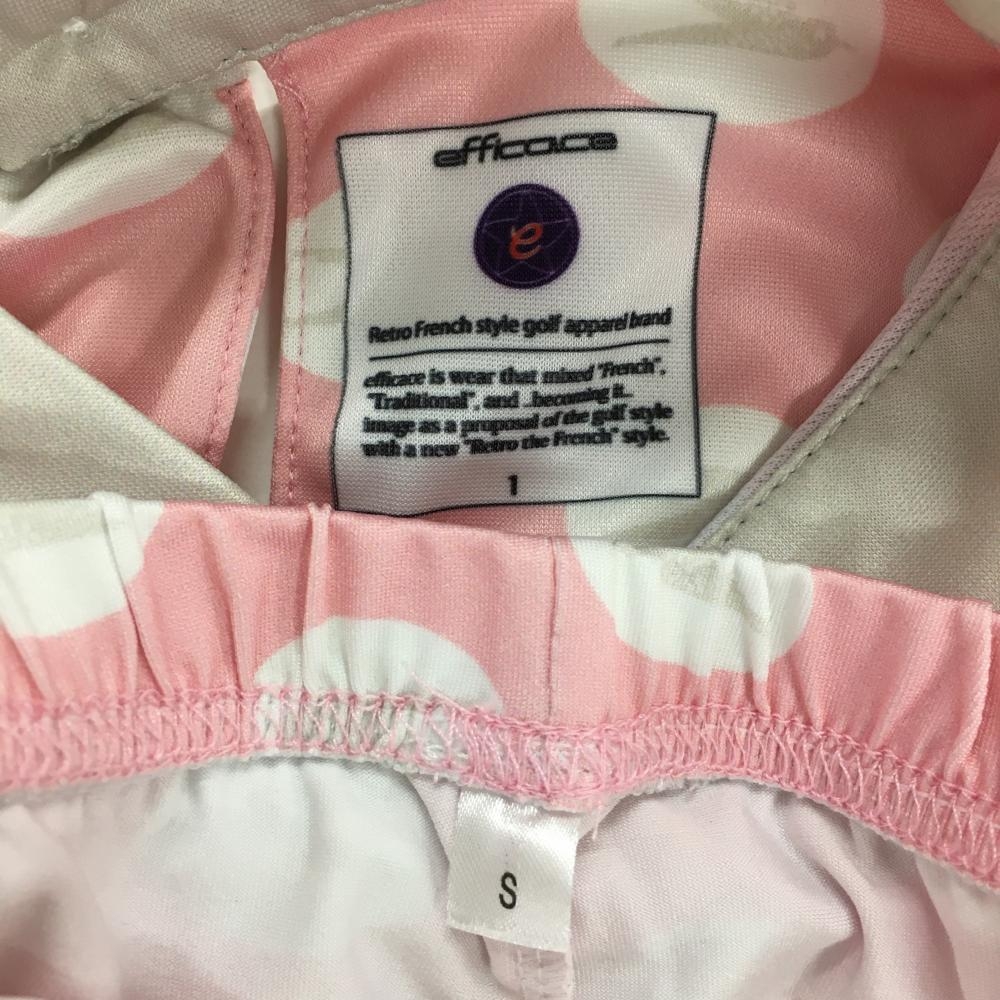 efficace
e
Retro French style golf apparel brand
efficace is wear that mixed "French",
"Traditional", and becoming it.
Image as a proposal of the golf style
with a new "Retro the French" style.
1
S